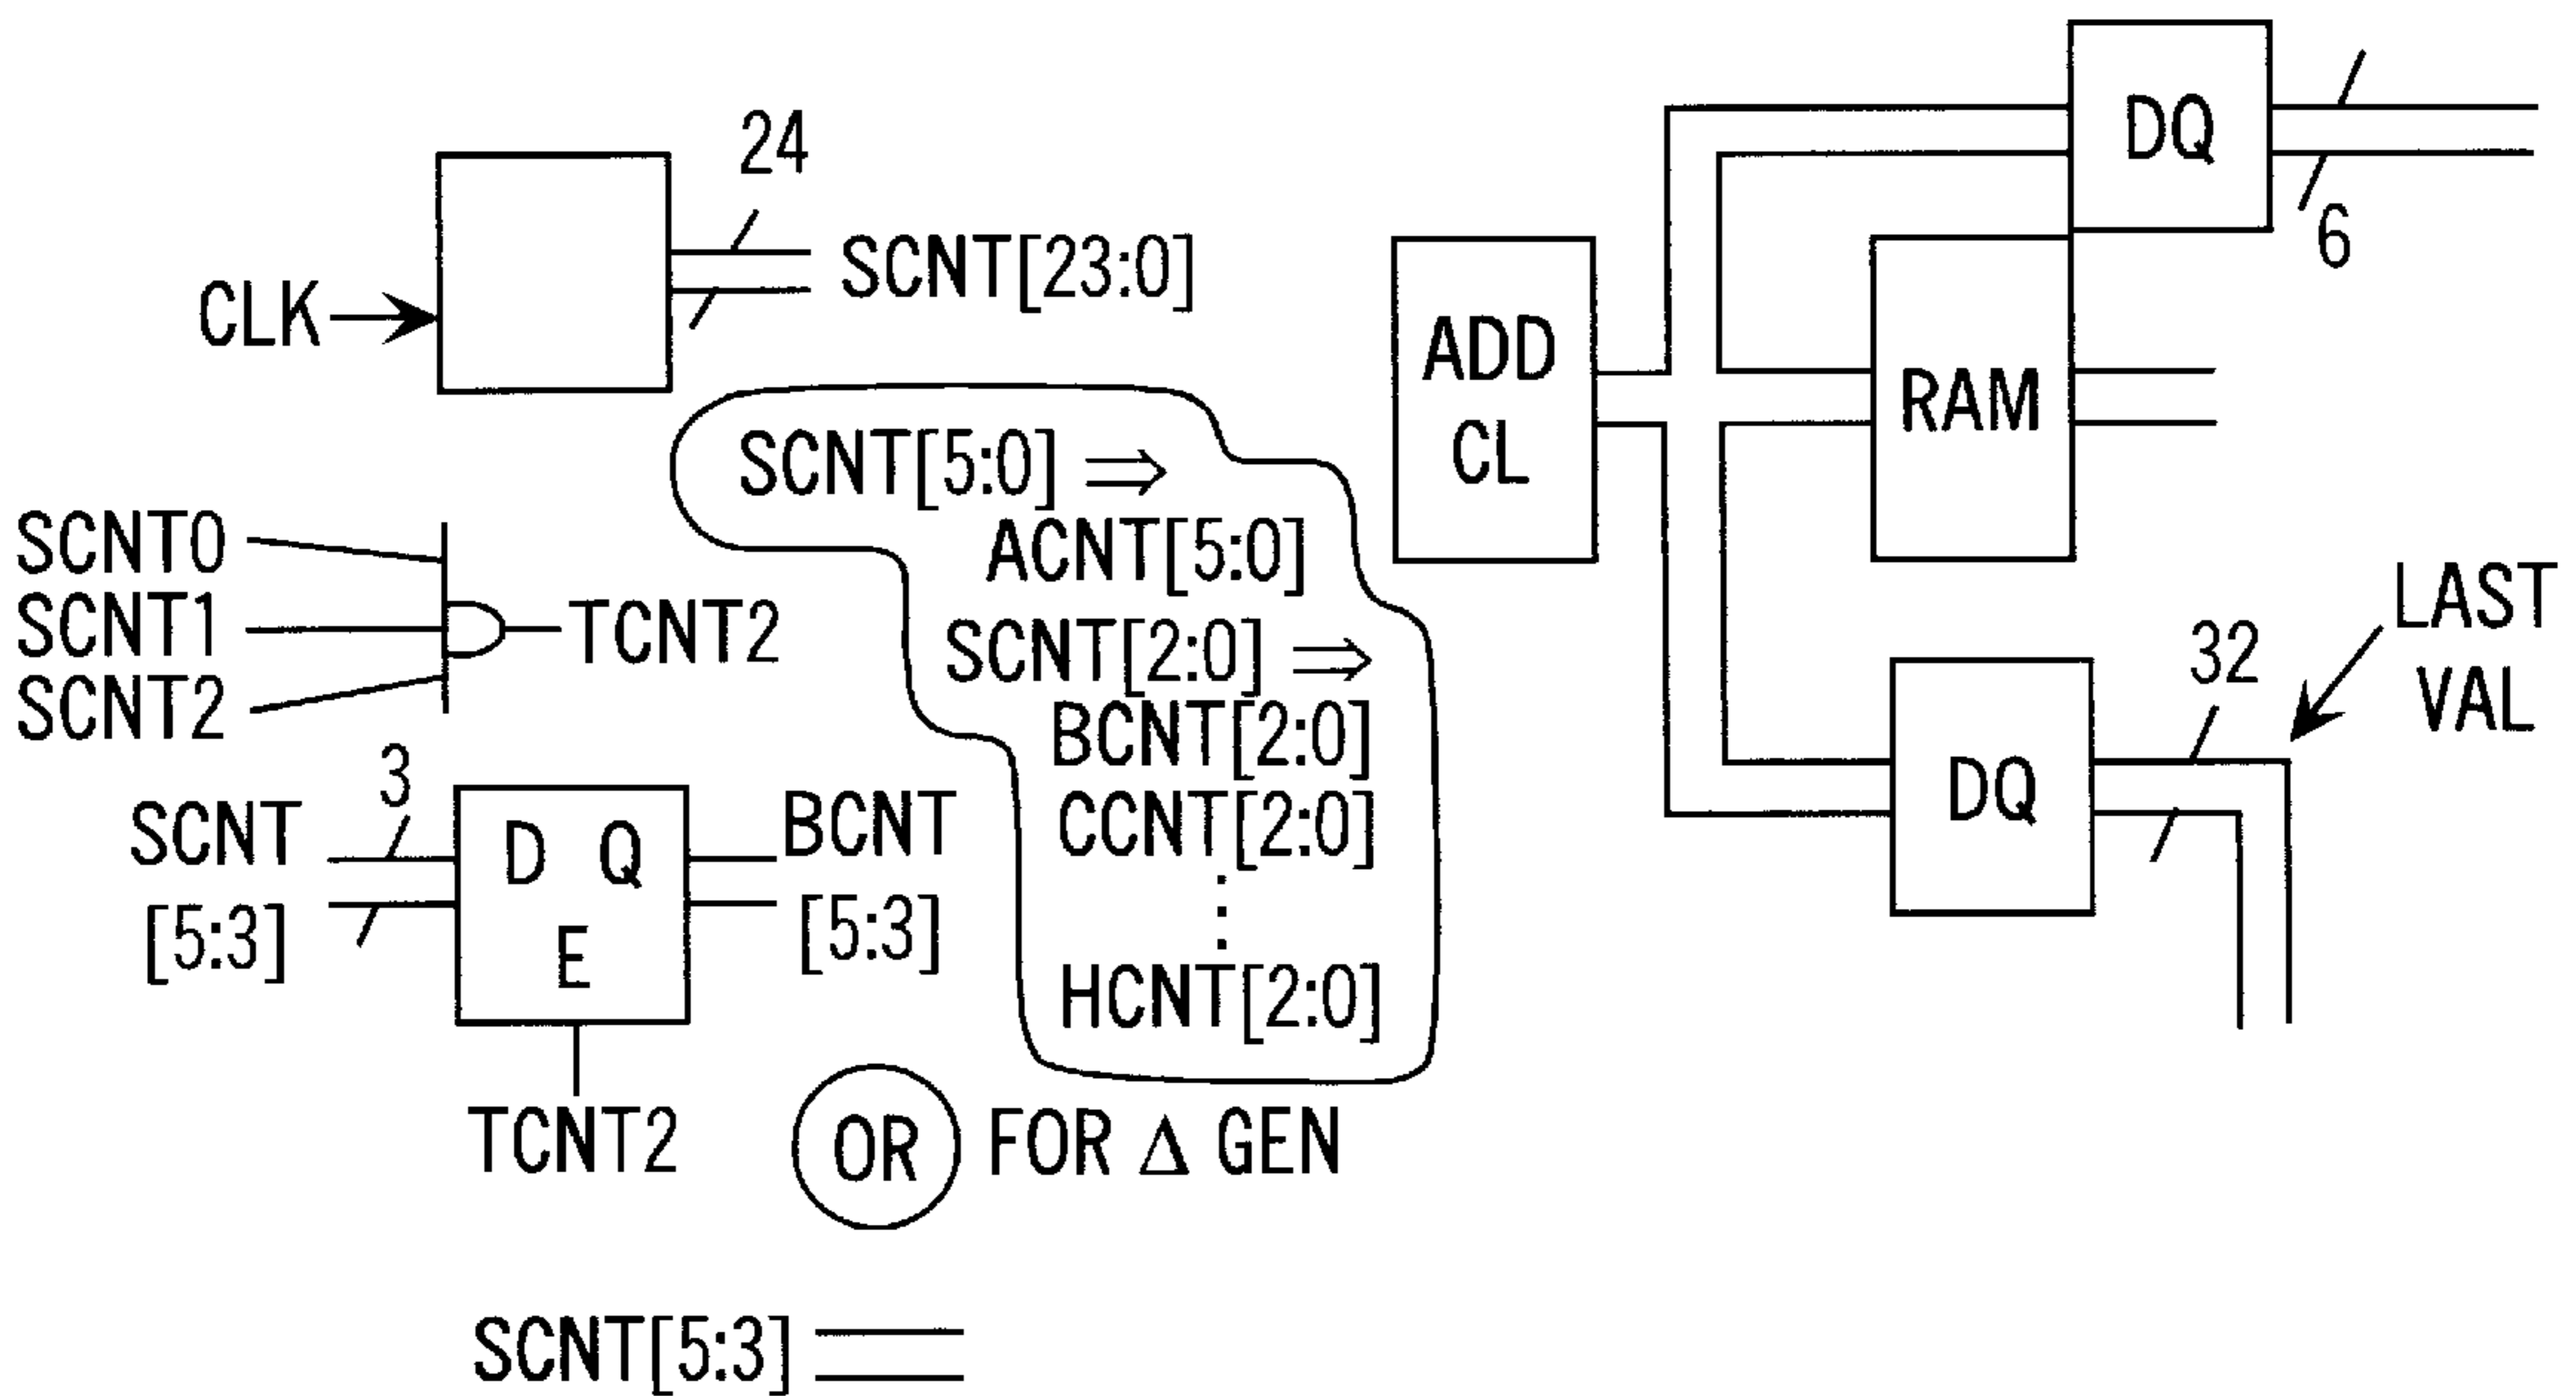 24
CLK
SCNT[23:0]
SCNT0
SCNT1
SCNT2
TCNT2
SCNT
[5:3]
3
D Q
E
BCNT
[5:3]
TCNT2
SCNT[5:0] ⇒
ACNT[5:0]
SCNT[2:0] ⇒
BCNT[2:0]
CCNT[2:0]
⋮
HCNT[2:0]
OR FOR Δ GEN
SCNT[5:3]
ADD
CL
DQ
6
RAM
DQ
32
LAST
VAL